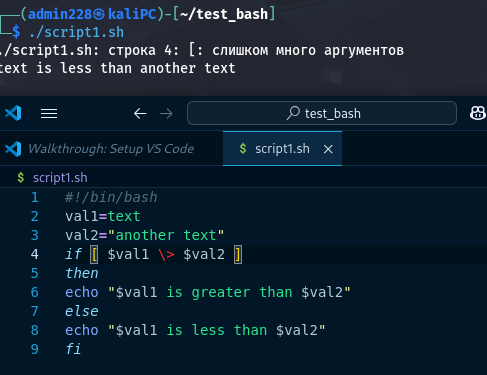 (admin228㉿kaliPC)-[~/test_bash]
$ ./script1.sh
./script1.sh: строка 4: [: слишком много аргументов
text is less than another text
test_bash
Walkthrough: Setup VS Code
$ script1.sh
$ script1.sh
1 #!/bin/bash
2 val1=text
3 val2="another text"
4 if [ $val1 \> $val2 ]
5 then
6 echo "$val1 is greater than $val2"
7 else
8 echo "$val1 is less than $val2"
9 fi